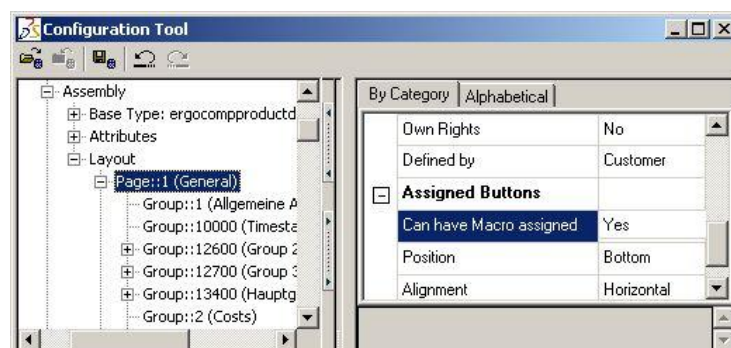 Configuration Tool
Assembly
Base Type: ergocompproductd
Attributes
Layout
Page::1 (General)
Group::1 (Allgemeine A
Group::10000 (Timesta
Group::12600 (Group 2
Group::12700 (Group 3
Group::13400 (Hauptg
Group::2 (Costs)
By Category Alphabetical
Own Rights No
Defined by Customer
Assigned Buttons
Can have Macro assigned Yes
Position Bottom
Alignment Horizontal